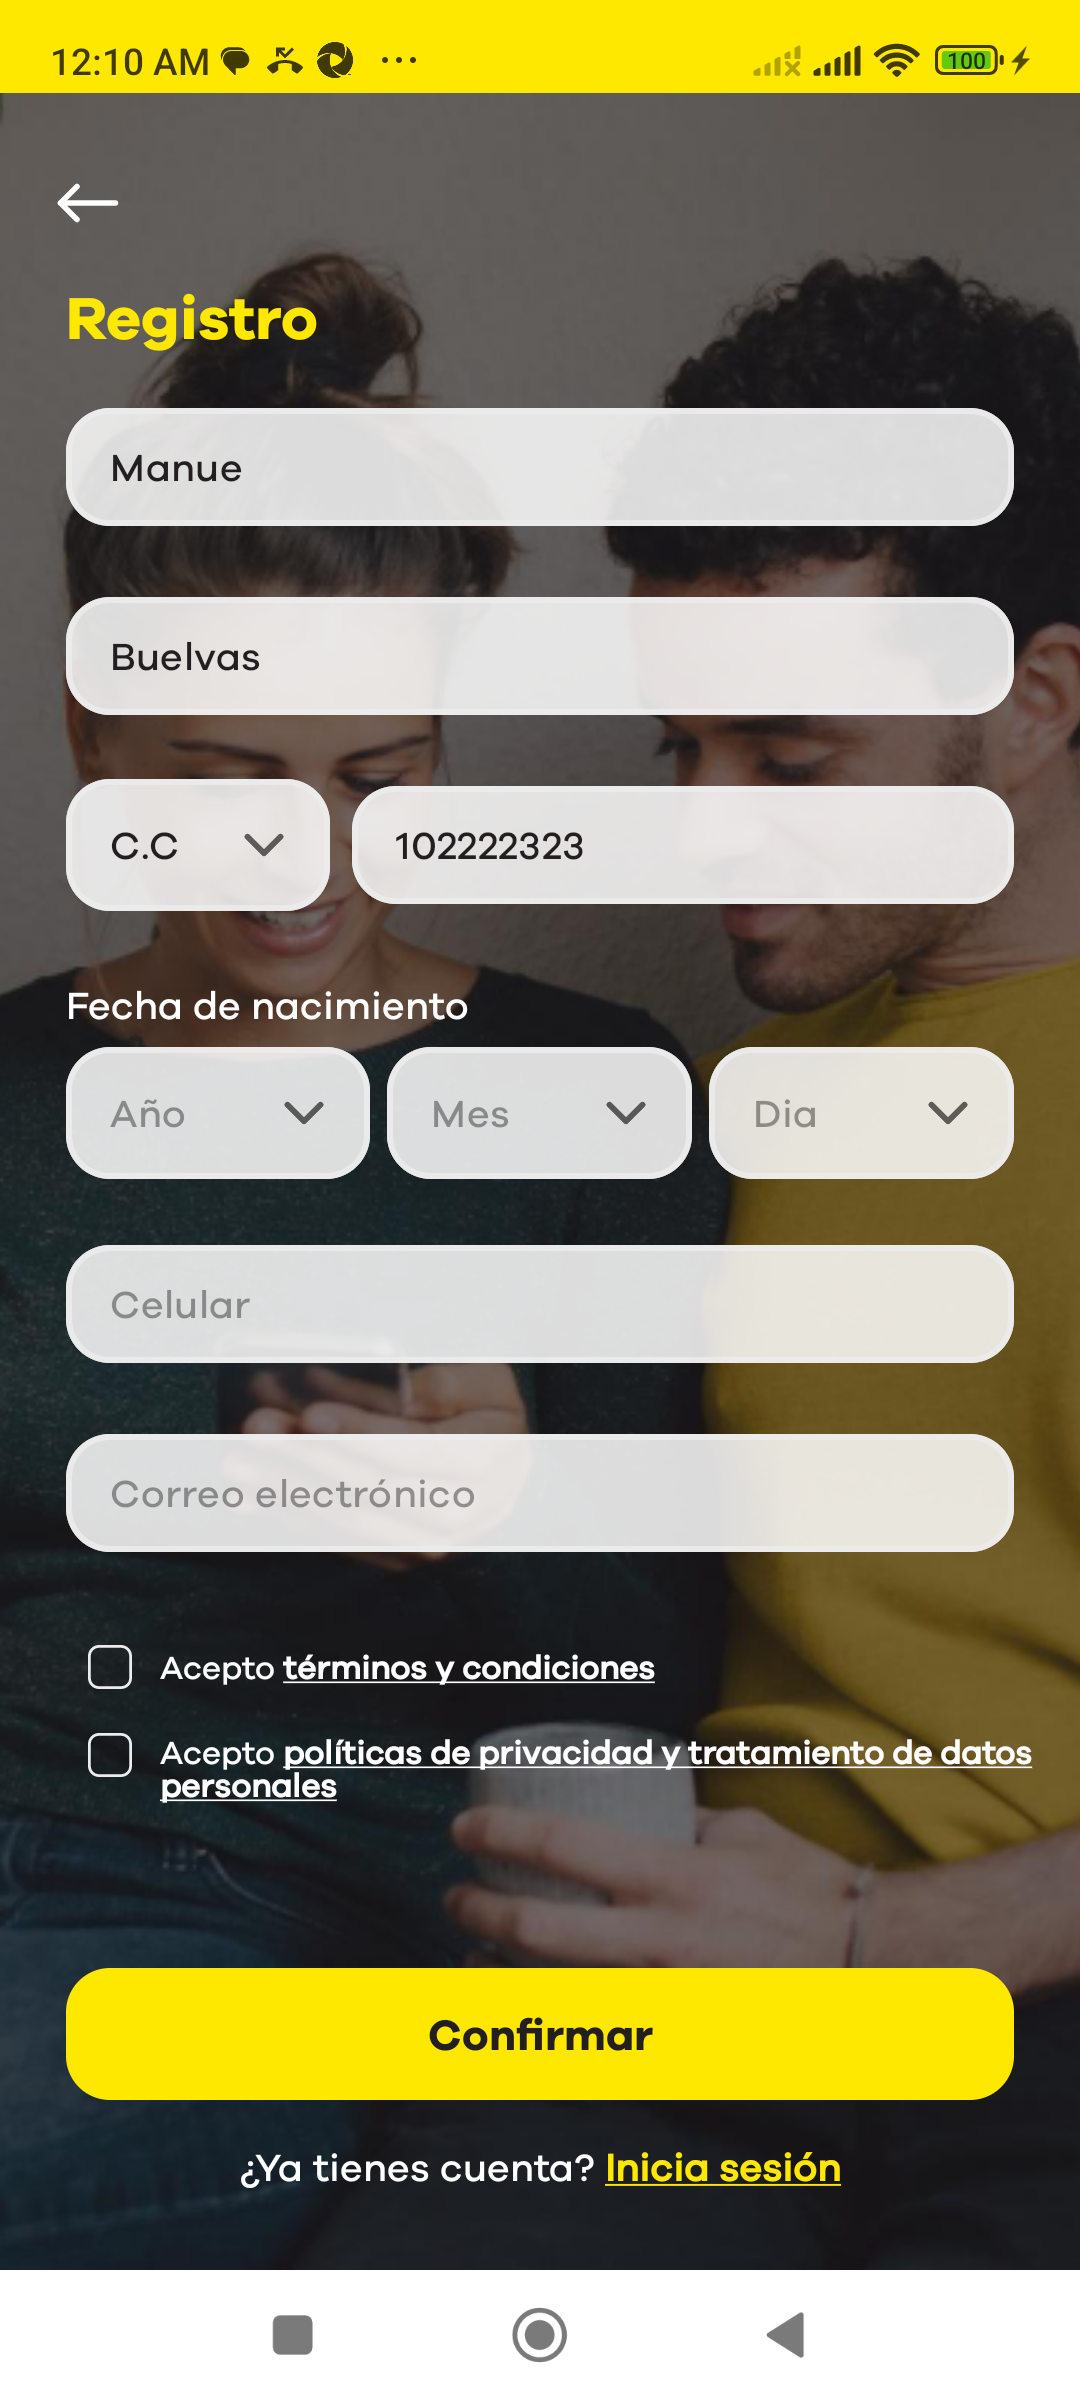 12:10 AM
100
Registro
Manue
Buelvas
C.C
102222323
Fecha de nacimiento
Año
Mes
Dia
Celular
Correo electrónico
Acepto términos y condiciones
Acepto políticas de privacidad y tratamiento de datos
personales
Confirmar
¿Ya tienes cuenta? Inicia sesión